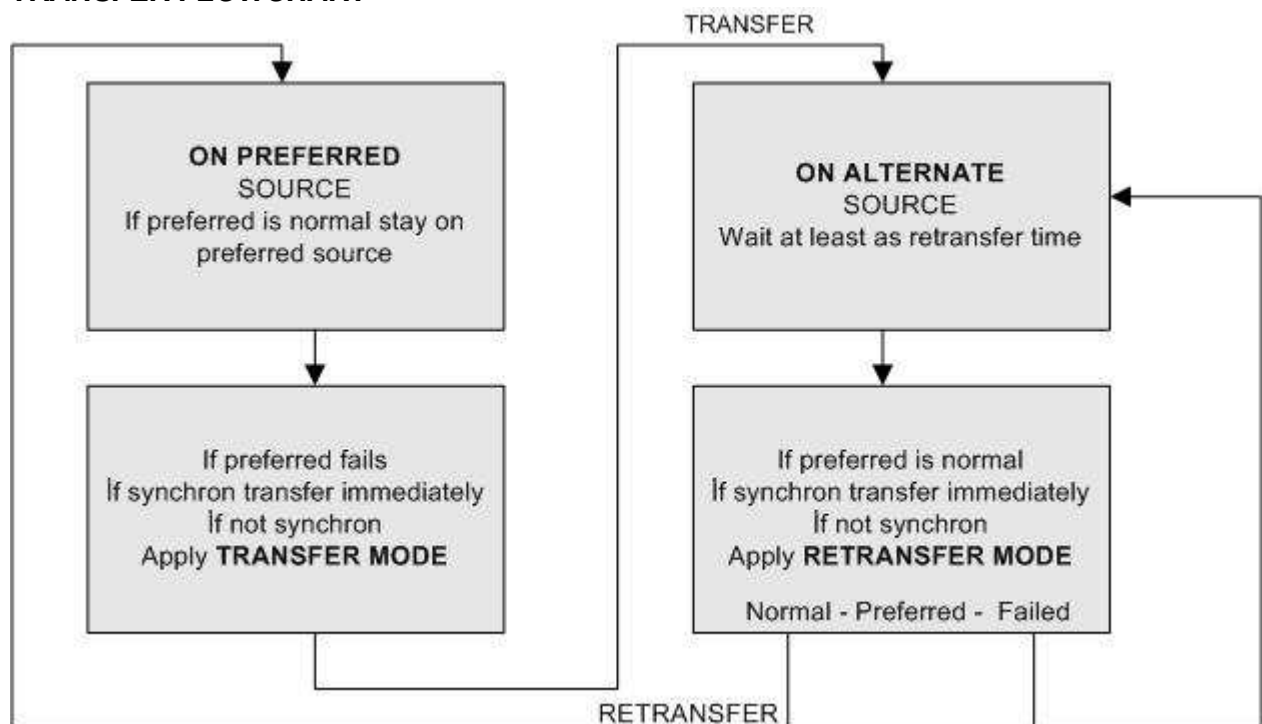 TRANSFER
ON PREFERRED
SOURCE
If preferred is normal stay on
preferred source
ON ALTERNATE
SOURCE
Wait at least as retransfer time
If preferred fails
İf synchron transfer immediately
İf not synchron
Apply TRANSFER MODE
If preferred is normal
İf synchron transfer immediately
İf not synchron
Apply RETRANSFER MODE
Normal - Preferred - Failed
RETRANSFER